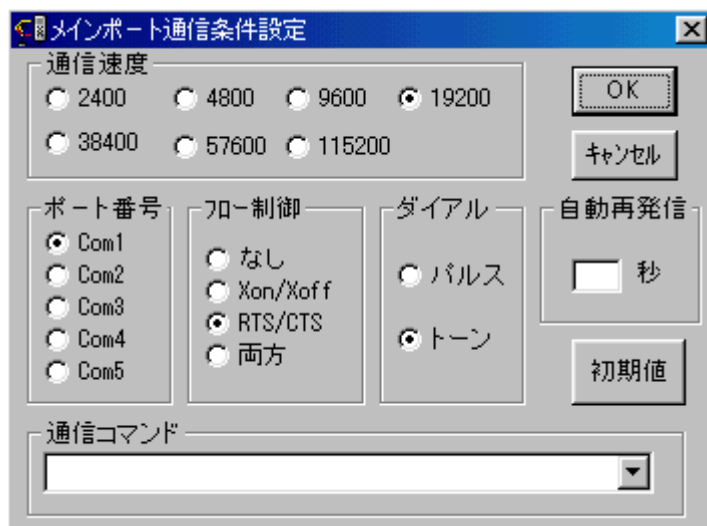 メインポート通信条件設定
通信速度
2400 4800 9600 19200
38400 57600 115200
OK
キャンセル
ポート番号
Com1
Com2
Com3
Com4
Com5
フロー制御
なし
Xon/Xoff
RTS/CTS
両方
ダイアル
パルス
トーン
自動再発信
秒
初期値
通信コマンド